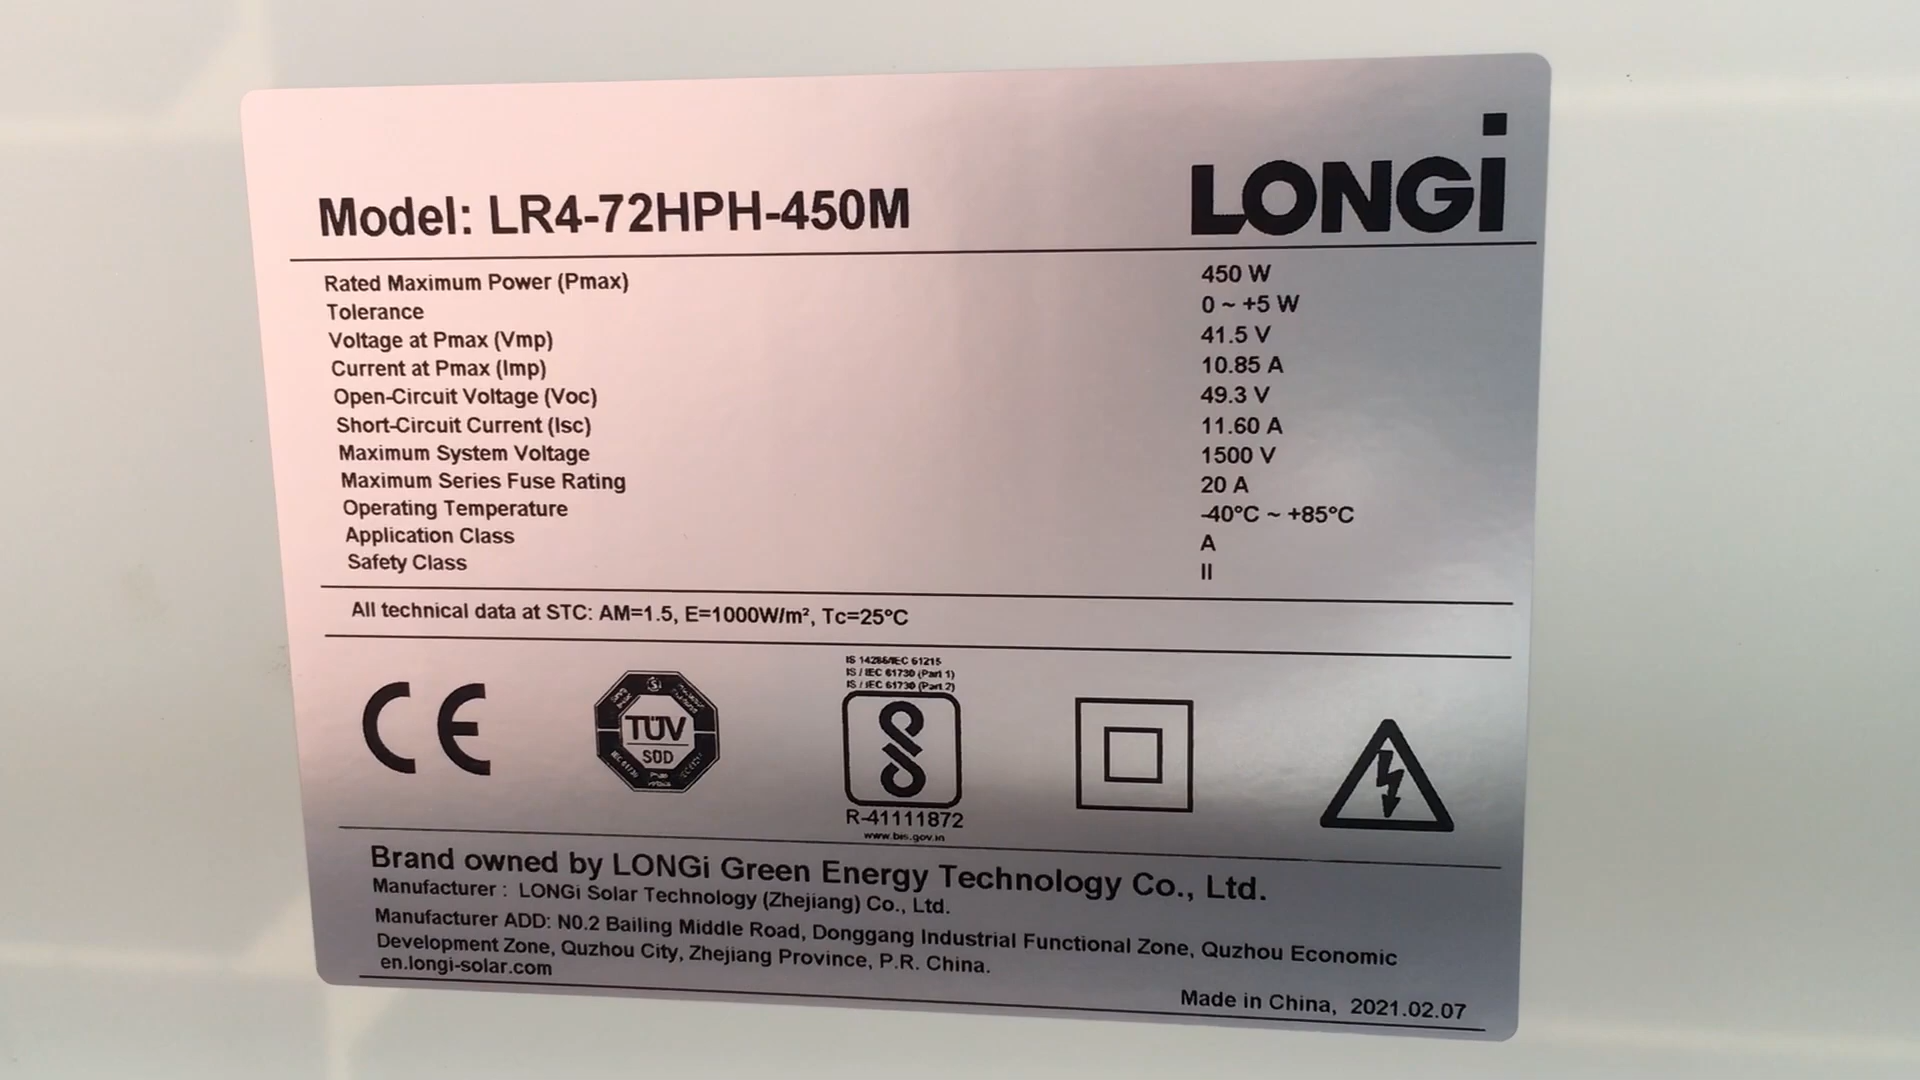 LONGi
Model: LR4-72HPH-450M
Rated Maximum Power (Pmax) 450 W
Tolerance 0 ~ +5 W
Voltage at Pmax (Vmp) 41.5 V
Current at Pmax (Imp) 10.85 A
Open-Circuit Voltage (Voc) 49.3 V
Short-Circuit Current (Isc) 11.60 A
Maximum System Voltage 1500 V
Maximum Series Fuse Rating 20 A
Operating Temperature -40°C ~ +85°C
Application Class A
Safety Class II
All technical data at STC: AM=1.5, E=1000W/m², Tc=25°C
CE
TÜV
SÜD
IS 14286/IEC 61215
IS / IEC 61730 (Part 1)
IS / IEC 61730 (Part 2)
R-41111872
www.bis.gov.in
Brand owned by LONGi Green Energy Technology Co., Ltd.
Manufacturer : LONGi Solar Technology (Zhejiang) Co., Ltd.
Manufacturer ADD: N0.2 Bailing Middle Road, Donggang Industrial Functional Zone, Quzhou Economic
Development Zone, Quzhou City, Zhejiang Province, P.R. China.
en.longi-solar.com
Made in China, 2021.02.07